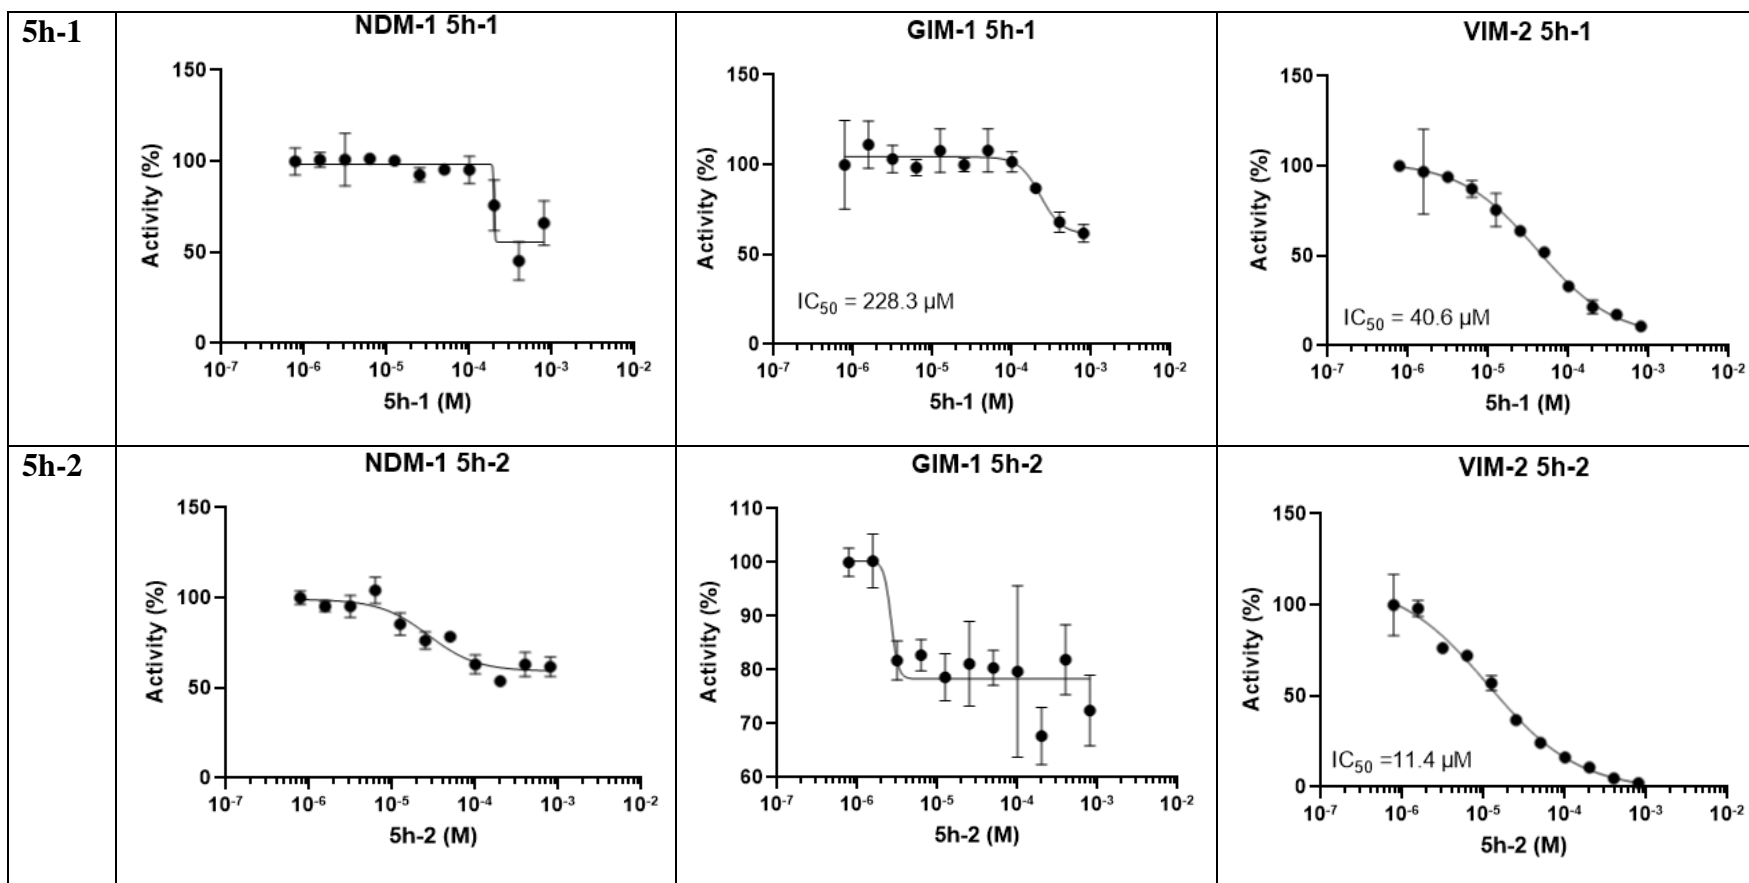 5h-1
NDM-1 5h-1
150
100
50
0
Activity (%)
10-7 10-6 10-5 10-4 10-3 10-2
5h-1 (M)
GIM-1 5h-1
150
100
50
0
Activity (%)
IC50 = 228.3 µM
10-7 10-6 10-5 10-4 10-3 10-2
5h-1 (M)
VIM-2 5h-1
150
100
50
0
Activity (%)
IC50 = 40.6 µM
10-7 10-6 10-5 10-4 10-3 10-2
5h-1 (M)
5h-2
NDM-1 5h-2
150
100
50
0
Activity (%)
10-7 10-6 10-5 10-4 10-3 10-2
5h-2 (M)
GIM-1 5h-2
110
100
90
80
70
60
Activity (%)
10-7 10-6 10-5 10-4 10-3 10-2
5h-2 (M)
VIM-2 5h-2
150
100
50
0
Activity (%)
IC50 =11.4 µM
10-7 10-6 10-5 10-4 10-3 10-2
5h-2 (M)